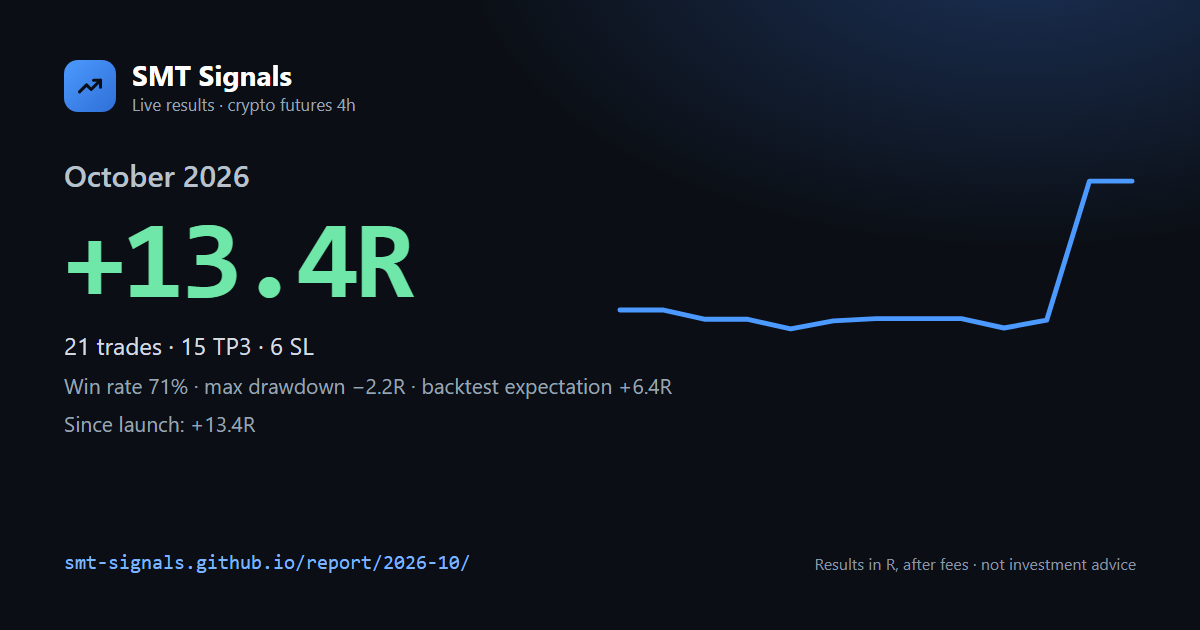 SMT Signals
Live results · crypto futures 4h
October 2026
+13.4R
21 trades · 15 TP3 · 6 SL
Win rate 71% · max drawdown −2.2R · backtest expectation +6.4R
Since launch: +13.4R
smt-signals.github.io/report/2026-10/
Results in R, after fees · not investment advice